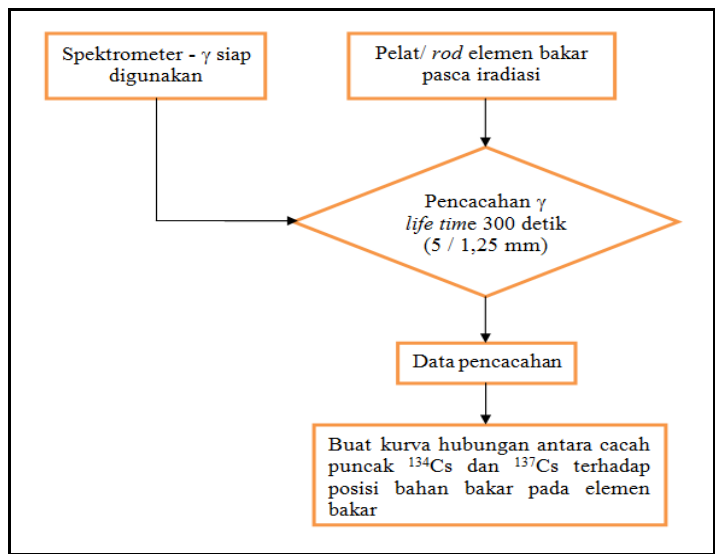 Spektrometer - γ siap
digunakan
Pelat/ rod elemen bakar
pasca iradiasi
Pencacahan γ
life time 300 detik
(5 / 1,25 mm)
Data pencacahan
Buat kurva hubungan antara cacah
puncak ¹³⁴Cs dan ¹³⁷Cs terhadap
posisi bahan bakar pada elemen
bakar